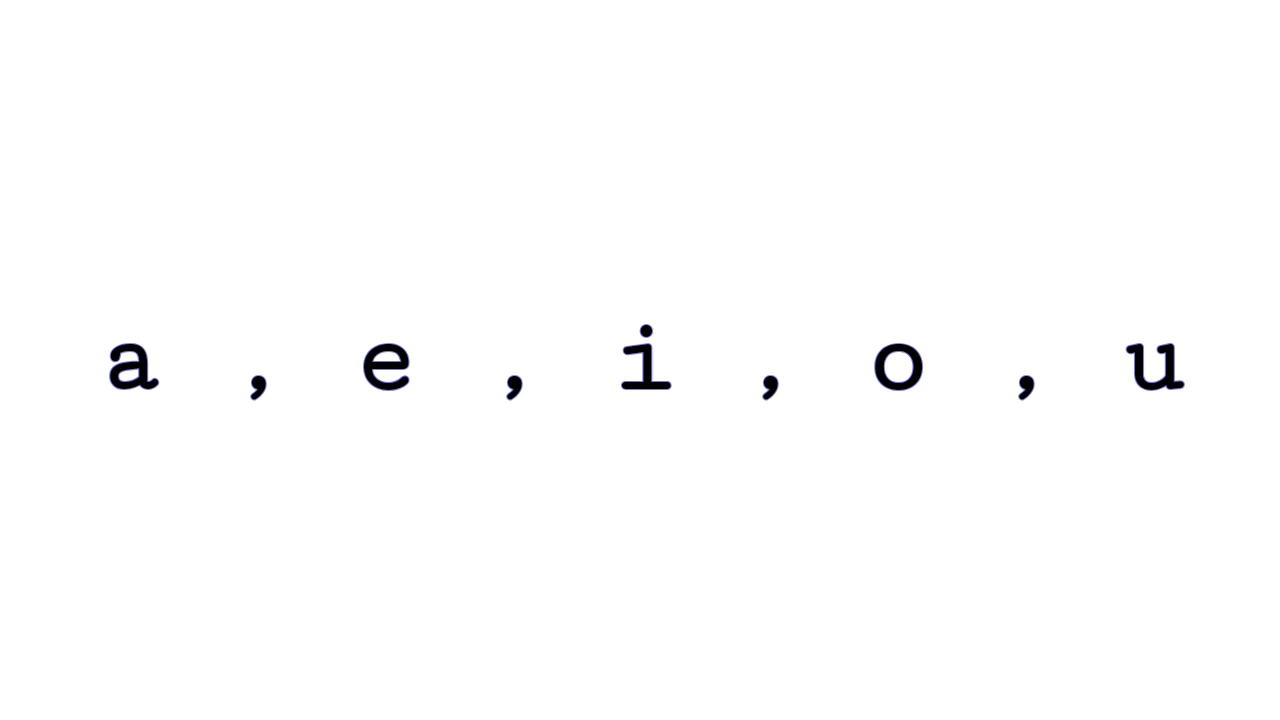 a , e , i , o , u